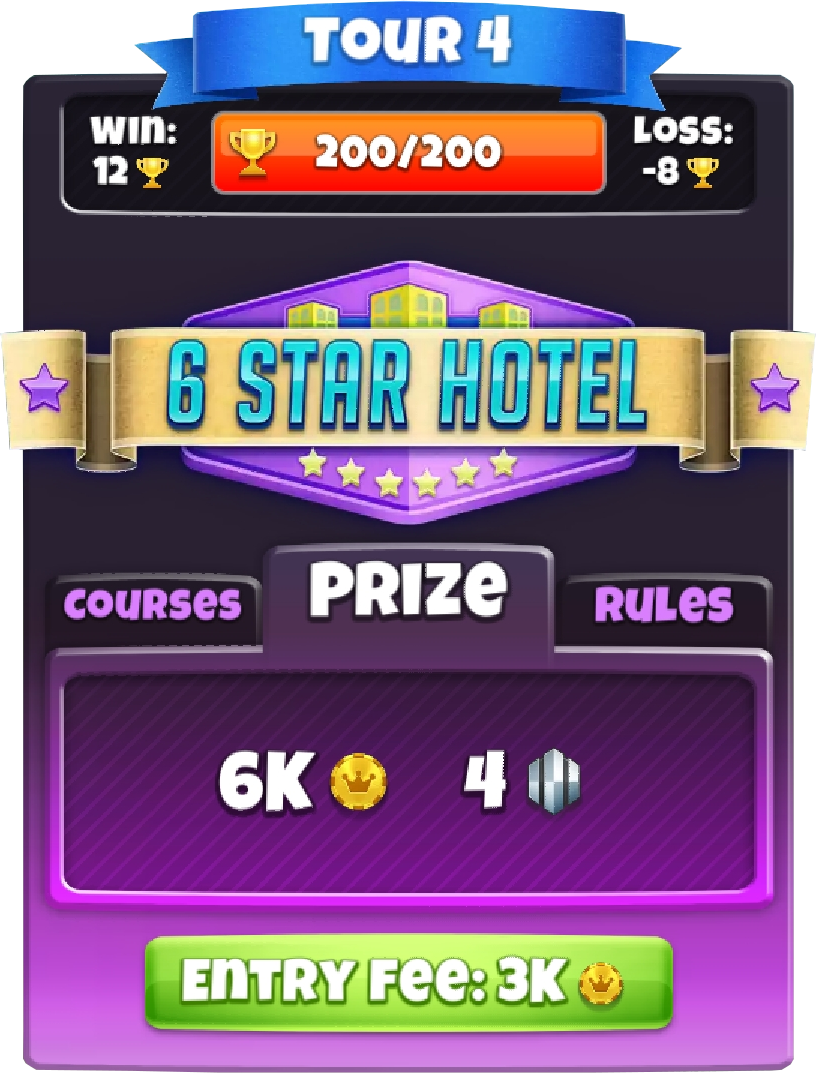 TOUR 4
WIN:
12
200/200
LOSS:
-8
6 STAR HOTEL
COURSES
PRIZE
RULES
6K
4
ENTRY FEE: 3K